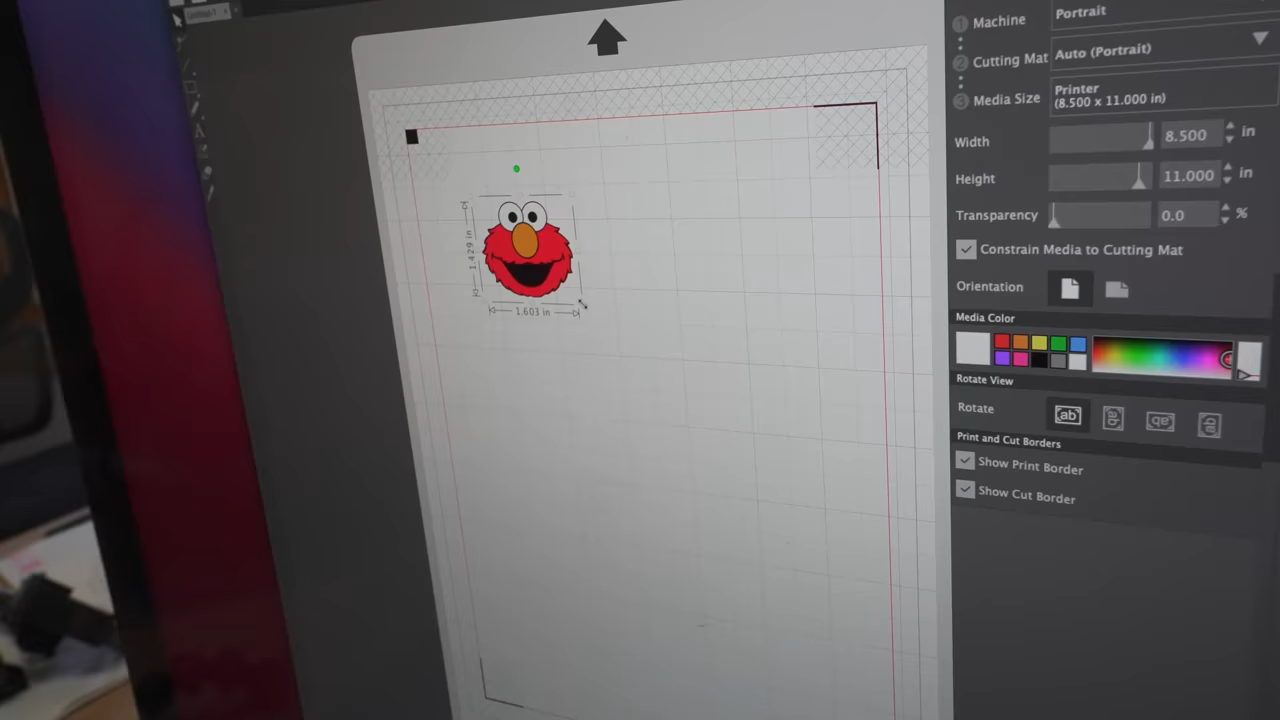 Untitled-1
Machine
Portrait
Cutting Mat
Auto (Portrait)
Media Size
Printer
(8.500 x 11.000 in)
Width
8.500
in
Height
11.000
in
Transparency
0.0
%
Constrain Media to Cutting Mat
Orientation
Media Color
Rotate View
Rotate
Print and Cut Borders
Show Print Border
Show Cut Border
1.429 in
1.603 in